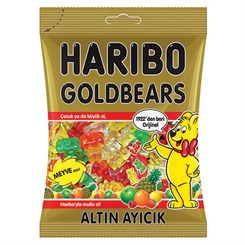 HARIBO
GOLDBEARS
Çocuk ya da büyük ol,
1922'den beri
Orijinal
MEYVE
Haribo'yla mutlu ol!
ALTIN AYICIK